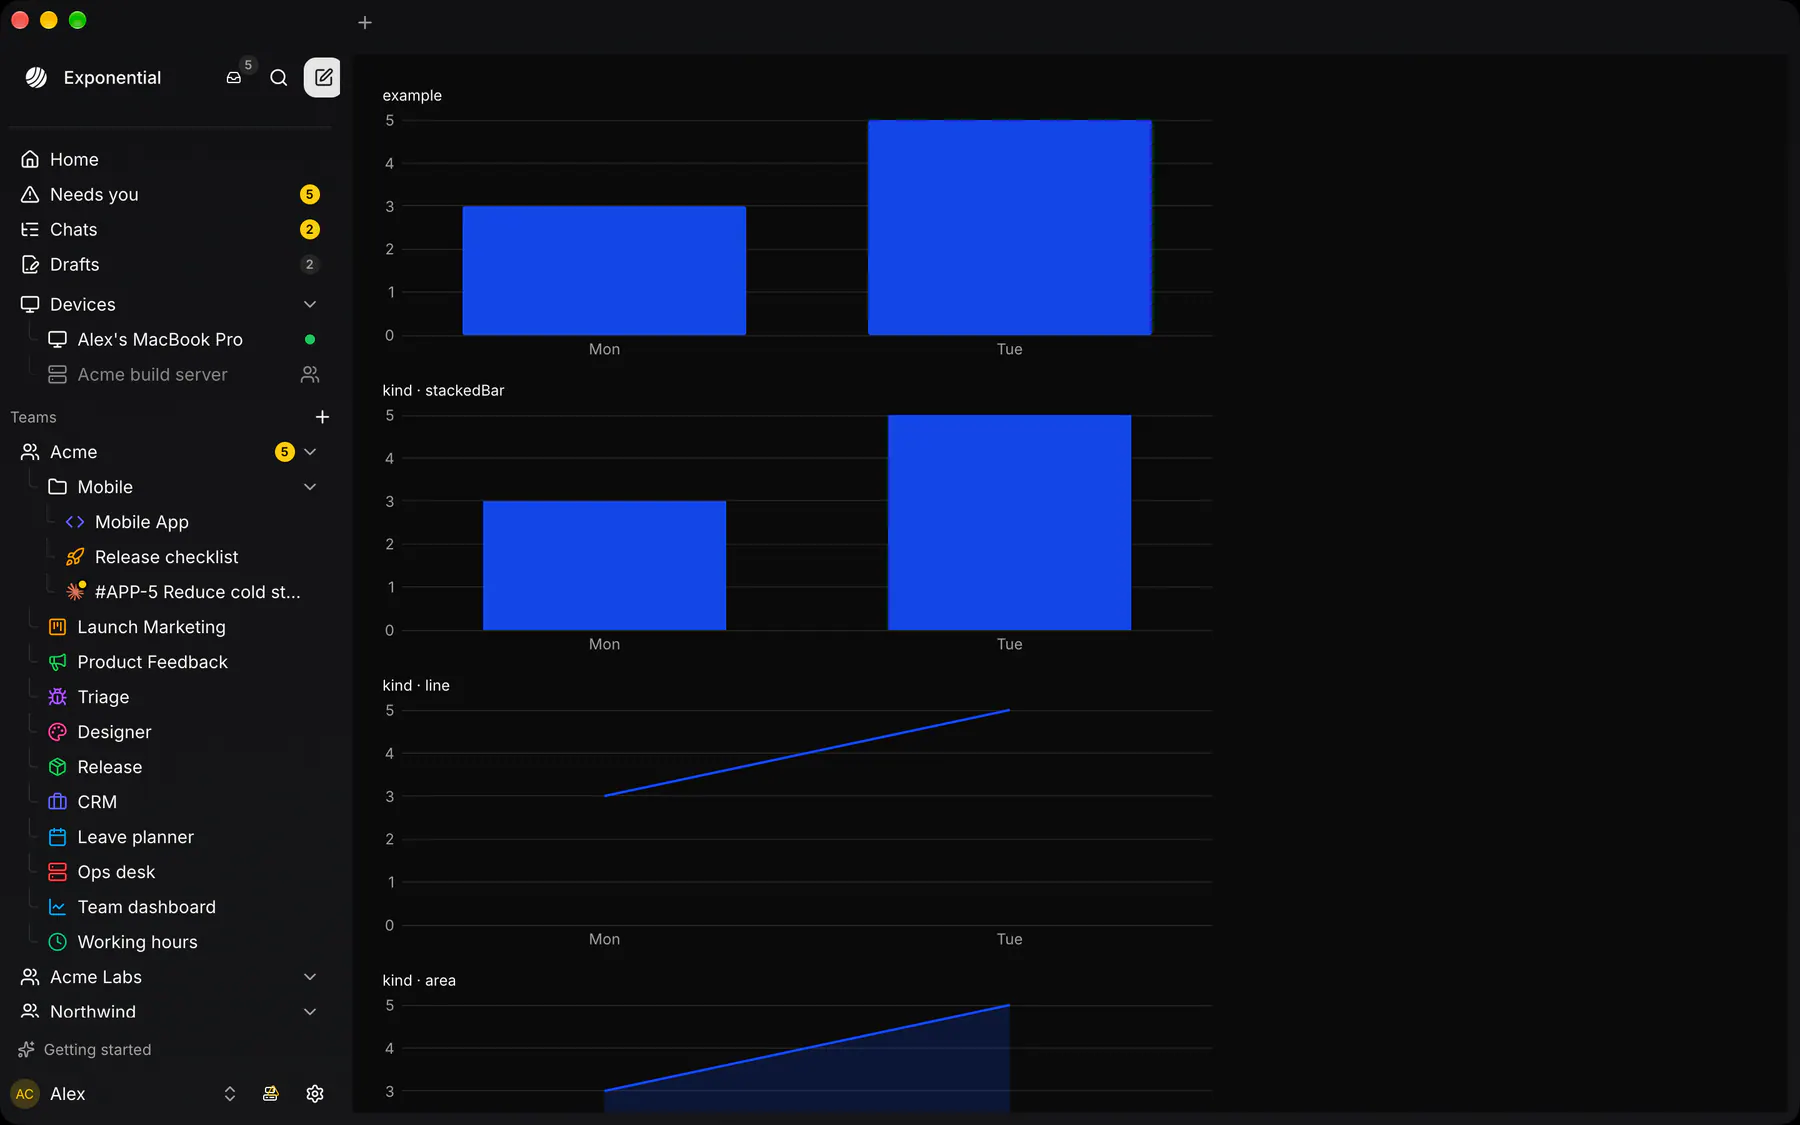 Exponential
5
Home
Needs you
5
Chats
2
Drafts
2
Devices
Alex's MacBook Pro
Acme build server
Teams
Acme
5
Mobile
Mobile App
Release checklist
#APP-5 Reduce cold st...
Launch Marketing
Product Feedback
Triage
Designer
Release
CRM
Leave planner
Ops desk
Team dashboard
Working hours
Acme Labs
Northwind
Getting started
AC
Alex
example
5
4
3
2
1
0
Mon
Tue
kind · stackedBar
5
4
3
2
1
0
Mon
Tue
kind · line
5
4
3
2
1
0
Mon
Tue
kind · area
5
4
3